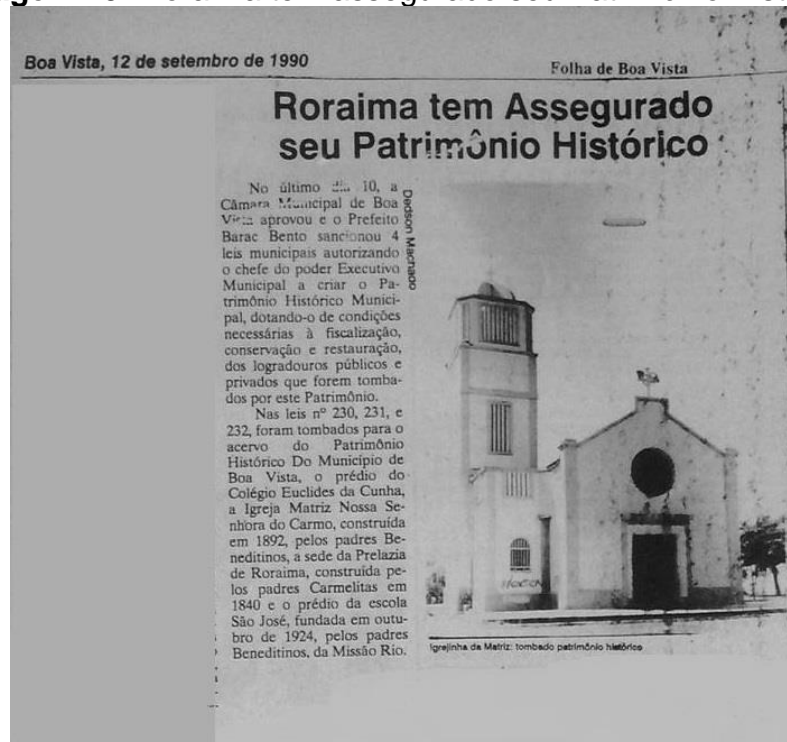 Boa Vista, 12 de setembro de 1990
Folha de Boa Vista
Roraima tem Assegurado
seu Patrimônio Histórico
No último 10, a
Câmara Municipal de Boa
Vista aprovou e o Prefeito
Barac Bento sancionou 4
leis municipais autorizando
o chefe do poder Executivo
Municipal a criar o Pa-
trimônio Histórico Munici-
pal, dotando-o de condições
necessárias à fiscalização,
conservação e restauração,
dos logradouros públicos e
privados que forem tomba-
dos por este Patrimônio.
Nas leis nº 230, 231, e
232, foram tombados para o
acervo do Patrimônio
Histórico Do Município de
Boa Vista, o prédio do
Colégio Euclides da Cunha,
a Igreja Matriz Nossa Se-
nhora do Carmo, construída
em 1892, pelos padres Be-
neditinos, a sede da Prelazia
de Roraima, construída pe-
los padres Carmelitas em
1840 e o prédio da escola
São José, fundada em outu-
bro de 1924, pelos padres
Beneditinos, da Missão Rio.
Dedson Machado
Igrejinha da Matriz: tombado patrimônio histórico